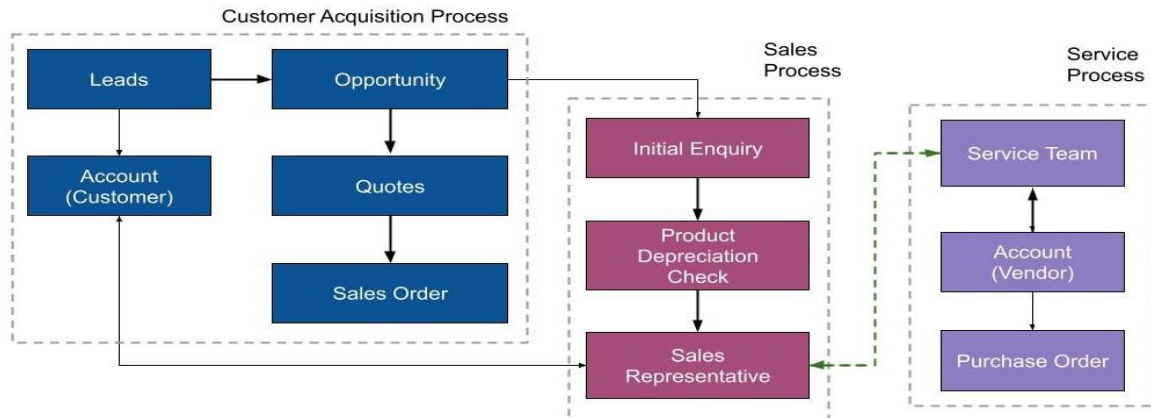 Customer Acquisition Process
Leads
Opportunity
Account
(Customer)
Quotes
Sales Order
Sales
Process
Initial Enquiry
Product
Depreciation
Check
Sales
Representative
Service
Process
Service Team
Account
(Vendor)
Purchase Order